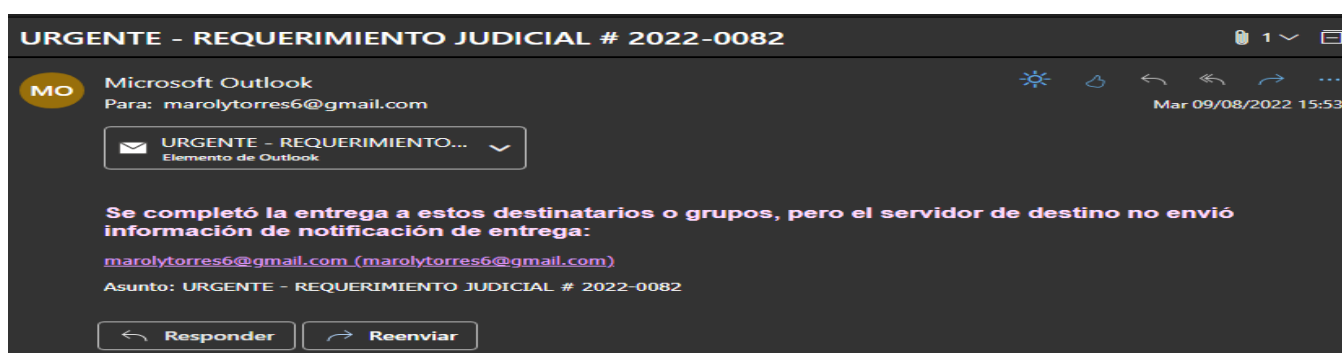 URGENTE - REQUERIMIENTO JUDICIAL # 2022-0082
1
MO
Microsoft Outlook
Para: marolytorres6@gmail.com
Mar 09/08/2022 15:53
URGENTE - REQUERIMIENTO...
Elemento de Outlook
Se completó la entrega a estos destinatarios o grupos, pero el servidor de destino no envió
información de notificación de entrega:
marolytorres6@gmail.com (marolytorres6@gmail.com)
Asunto: URGENTE - REQUERIMIENTO JUDICIAL # 2022-0082
Responder
Reenviar